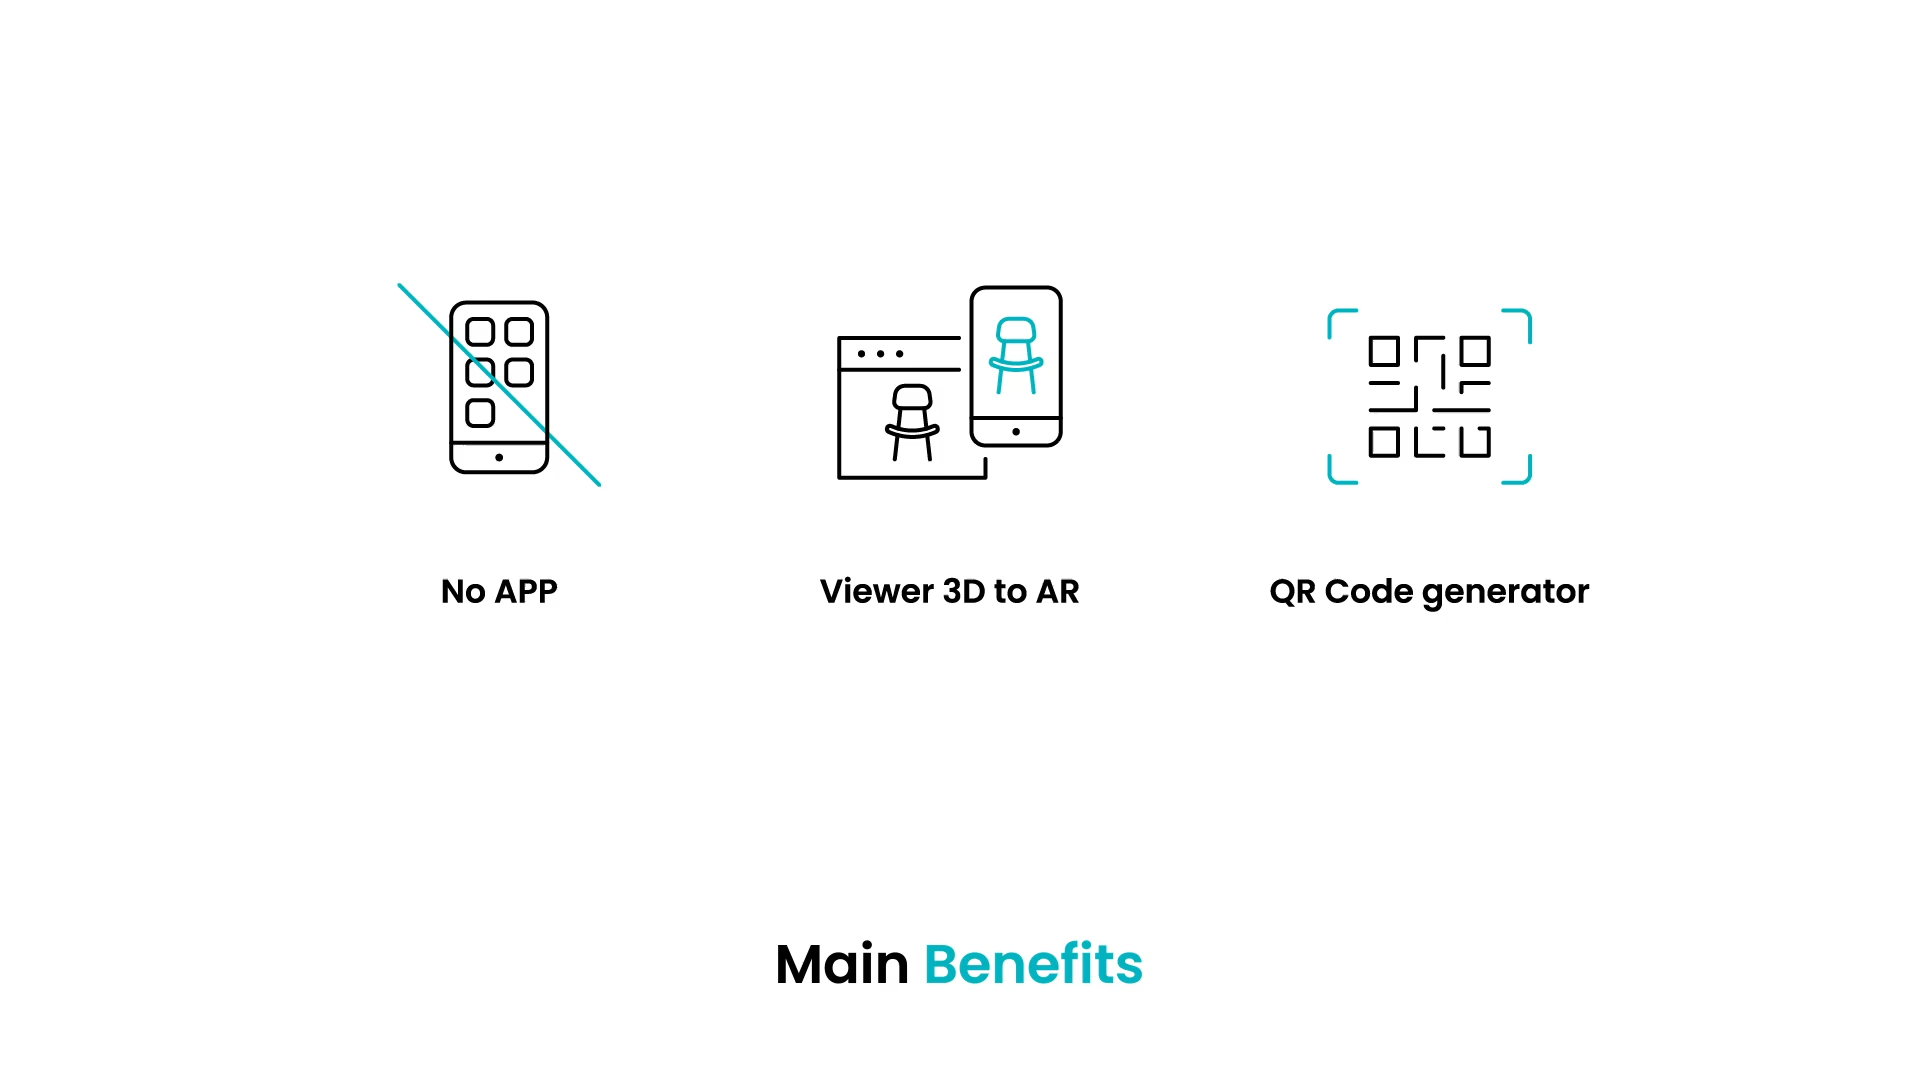 No APP
Viewer 3D to AR
QR Code generator
Main Benefits